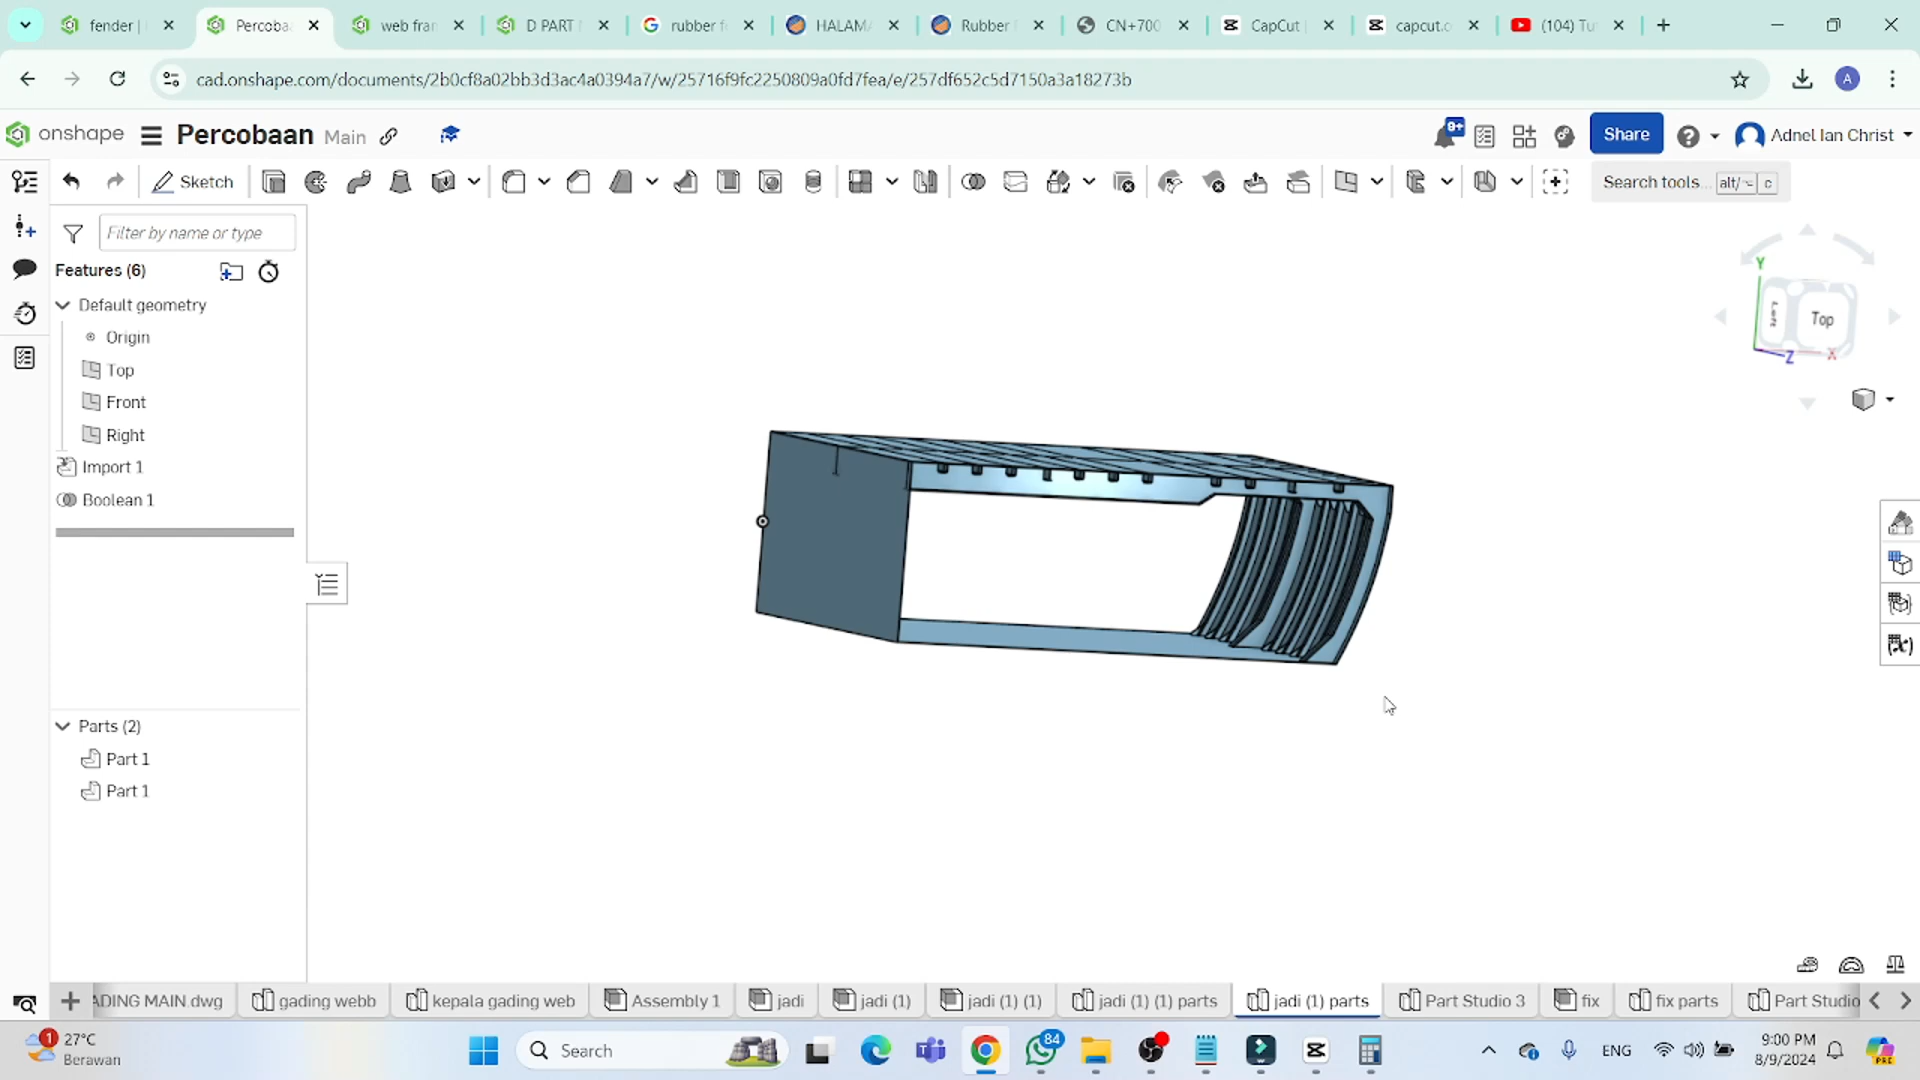 fender |
Percoba
web fran
D PART
rubber f
HALAMA
Rubber
CN+700
CapCut |
capcut.c
(104) Tu
cad.onshape.com/documents/2b0cf8a02bb3d3ac4a0394a7/w/25716f9fc2250809a0fd7fea/e/257df652c5d7150a3a18273b
A
onshape
Percobaan Main
9+
Share
Adnel Ian Christ
Sketch
Search tools... alt/⌥ c
Filter by name or type
Features (6)
Default geometry
Origin
Top
Front
Right
Import 1
Boolean 1
Parts (2)
Part 1
Part 1
Y
Left
Top
Z
X
ADING MAIN.dwg
gading webb
kepala gading web
Assembly 1
jadi
jadi (1)
jadi (1) (1)
jadi (1) (1) parts
jadi (1) parts
Part Studio 3
fix
fix parts
Part Studio
1
27°C
Berawan
Search
84
ENG
9:00 PM
8/9/2024
PRE